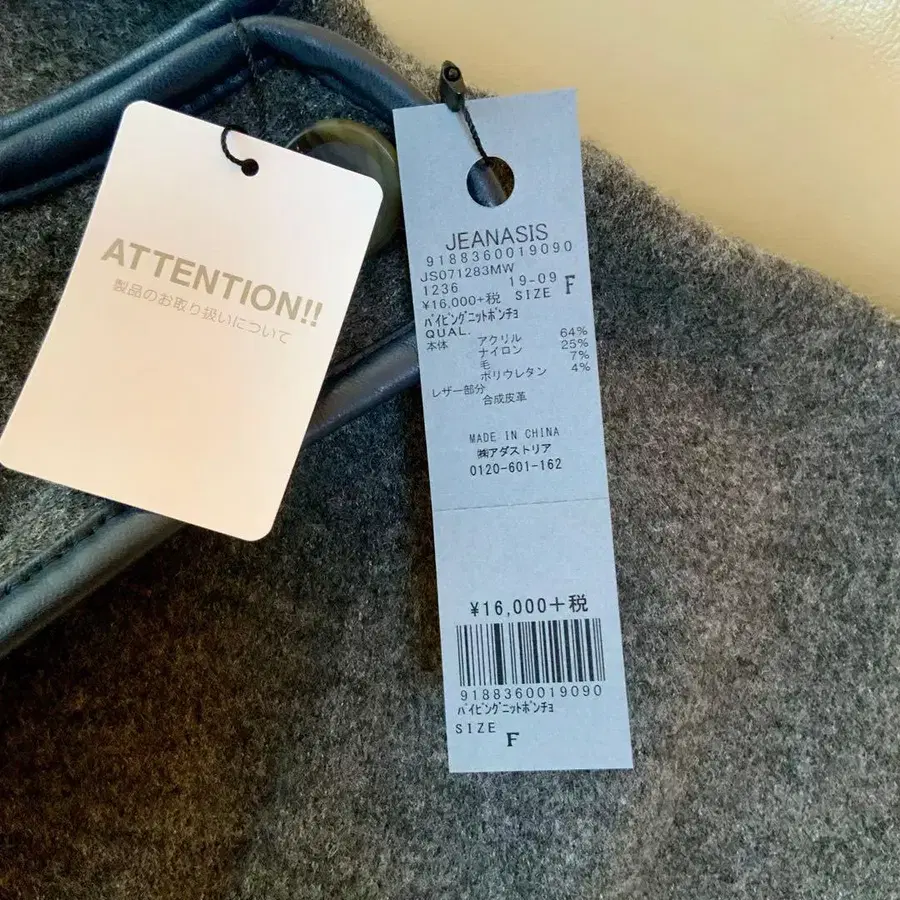 ATTENTION!!
製品のお取り扱いについて
JEANASIS
9188360019090
JS071283MW
1236 19-09
¥16,000+税 SIZE F
ﾊﾟｲﾋﾟﾝｸﾞﾆｯﾄﾎﾟﾝﾁｮ
QUAL.
本体 アクリル 64%
ナイロン 25%
毛 7%
ポリウレタン 4%
レザー部分
合成皮革
MADE IN CHINA
㈱アダストリア
0120-601-162
¥16,000+税
9188360019090
ﾊﾟｲﾋﾟﾝｸﾞﾆｯﾄﾎﾟﾝﾁｮ
SIZE
F